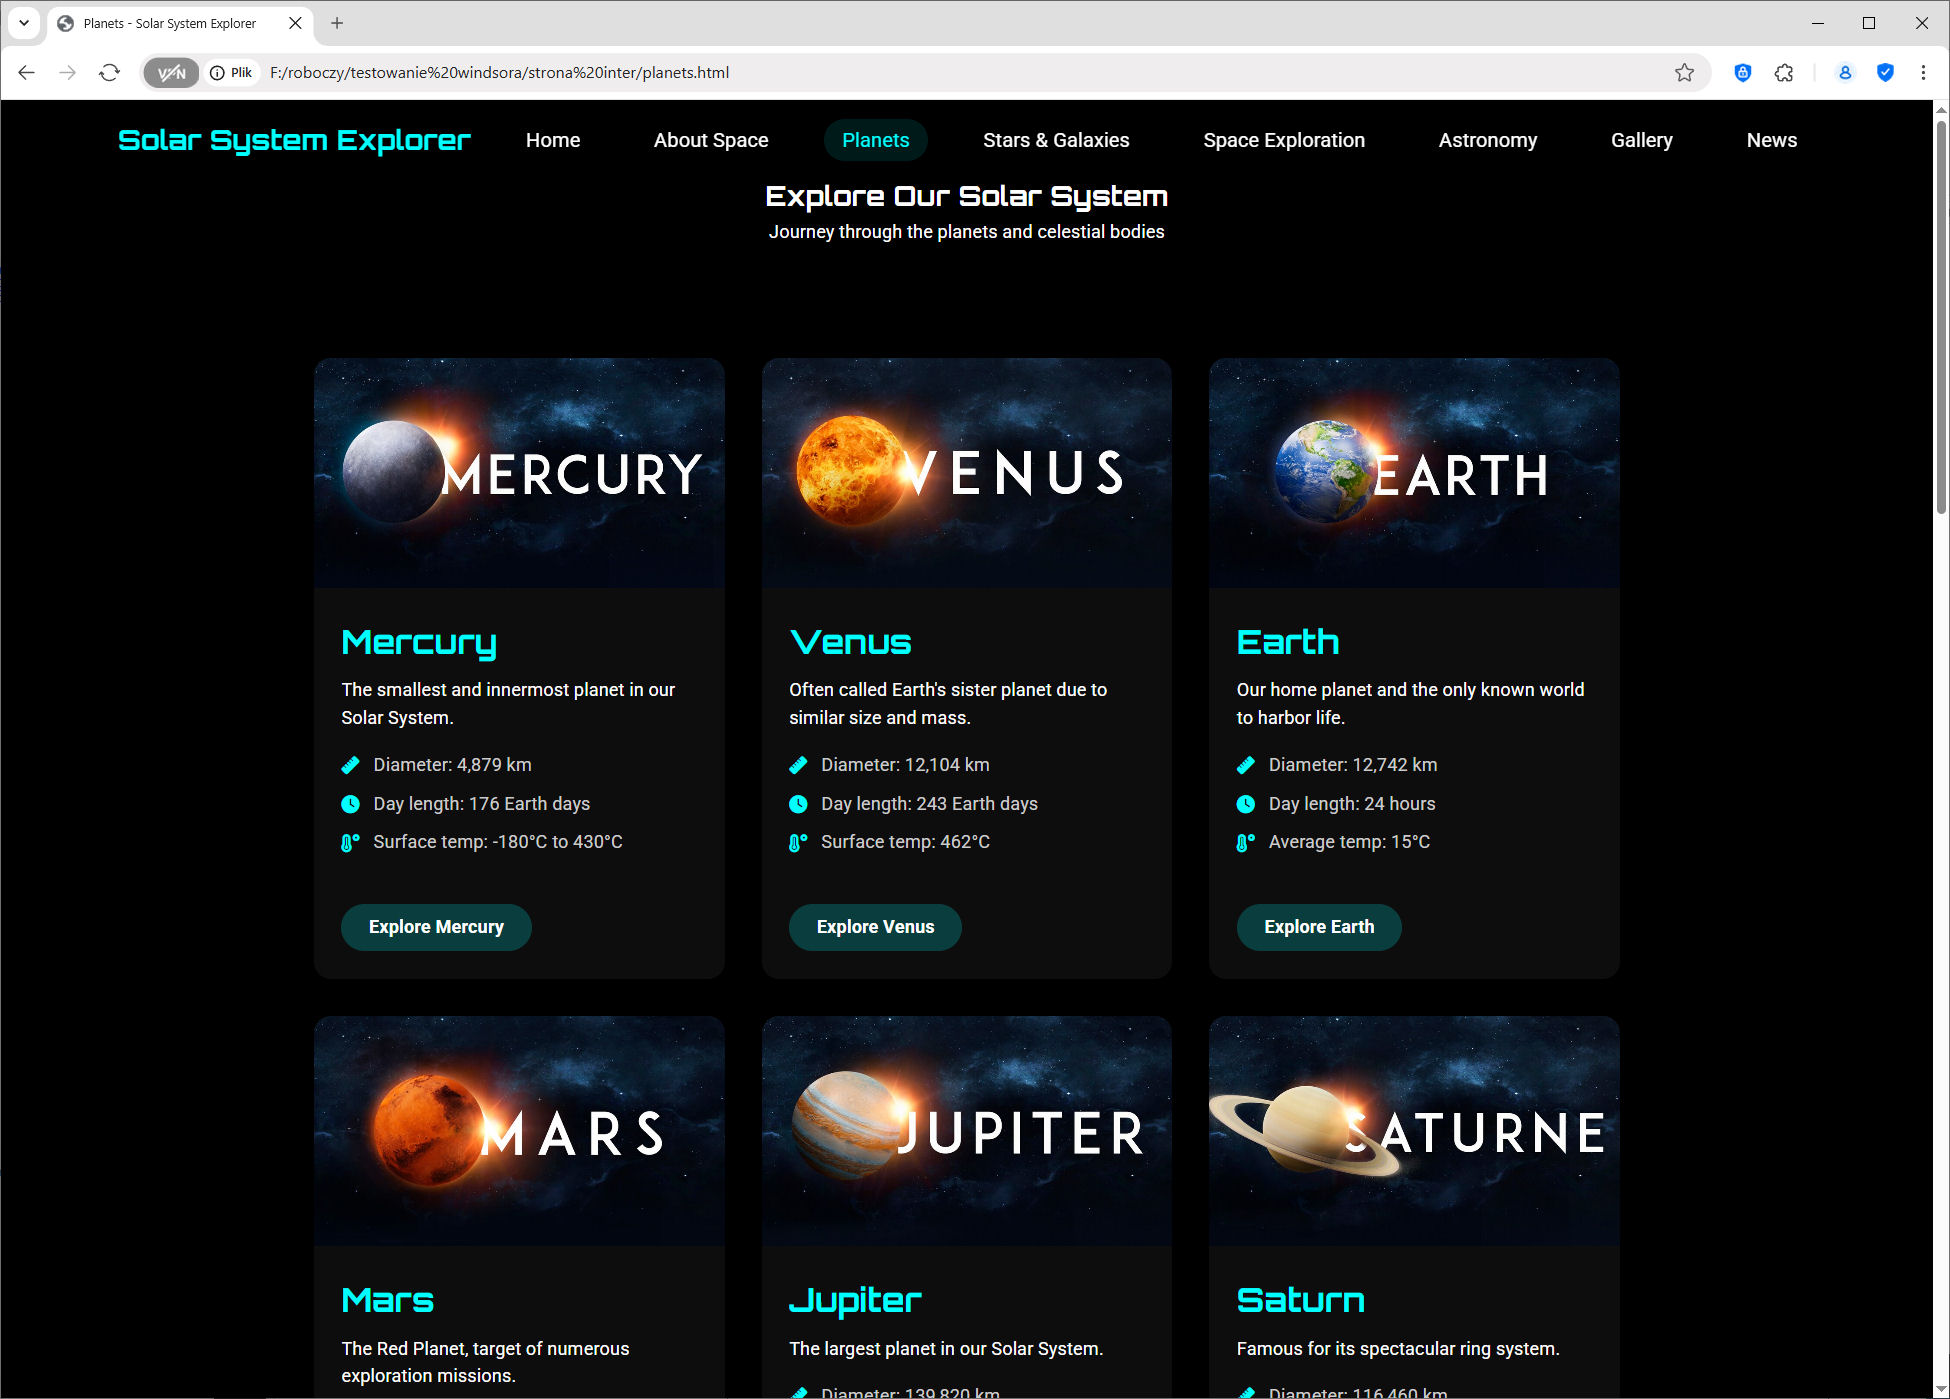 Planets - Solar System Explorer
VPN
Plik
F:/roboczy/testowanie%20windsora/strona%20inter/planets.html
Solar System Explorer
Home
About Space
Planets
Stars & Galaxies
Space Exploration
Astronomy
Gallery
News
Explore Our Solar System
Journey through the planets and celestial bodies
MERCURY
Mercury
The smallest and innermost planet in our
Solar System.
Diameter: 4,879 km
Day length: 176 Earth days
Surface temp: -180°C to 430°C
Explore Mercury
VENUS
Venus
Often called Earth's sister planet due to
similar size and mass.
Diameter: 12,104 km
Day length: 243 Earth days
Surface temp: 462°C
Explore Venus
EARTH
Earth
Our home planet and the only known world
to harbor life.
Diameter: 12,742 km
Day length: 24 hours
Average temp: 15°C
Explore Earth
MARS
Mars
The Red Planet, target of numerous
exploration missions.
JUPITER
Jupiter
The largest planet in our Solar System.
Diameter: 139,820 km
SATURNE
Saturn
Famous for its spectacular ring system.
Diameter: 116,460 km